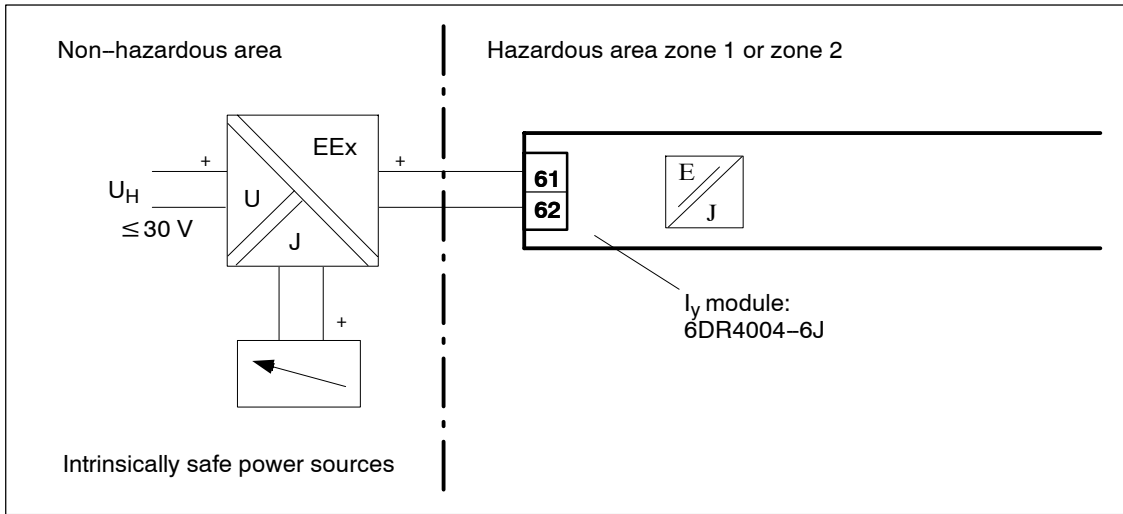 Non-hazardous area
Hazardous area zone 1 or zone 2
EEx
+
+
U_H
≤ 30 V
U
J
61
62
E
J
+
I_y module:
6DR4004-6J
Intrinsically safe power sources